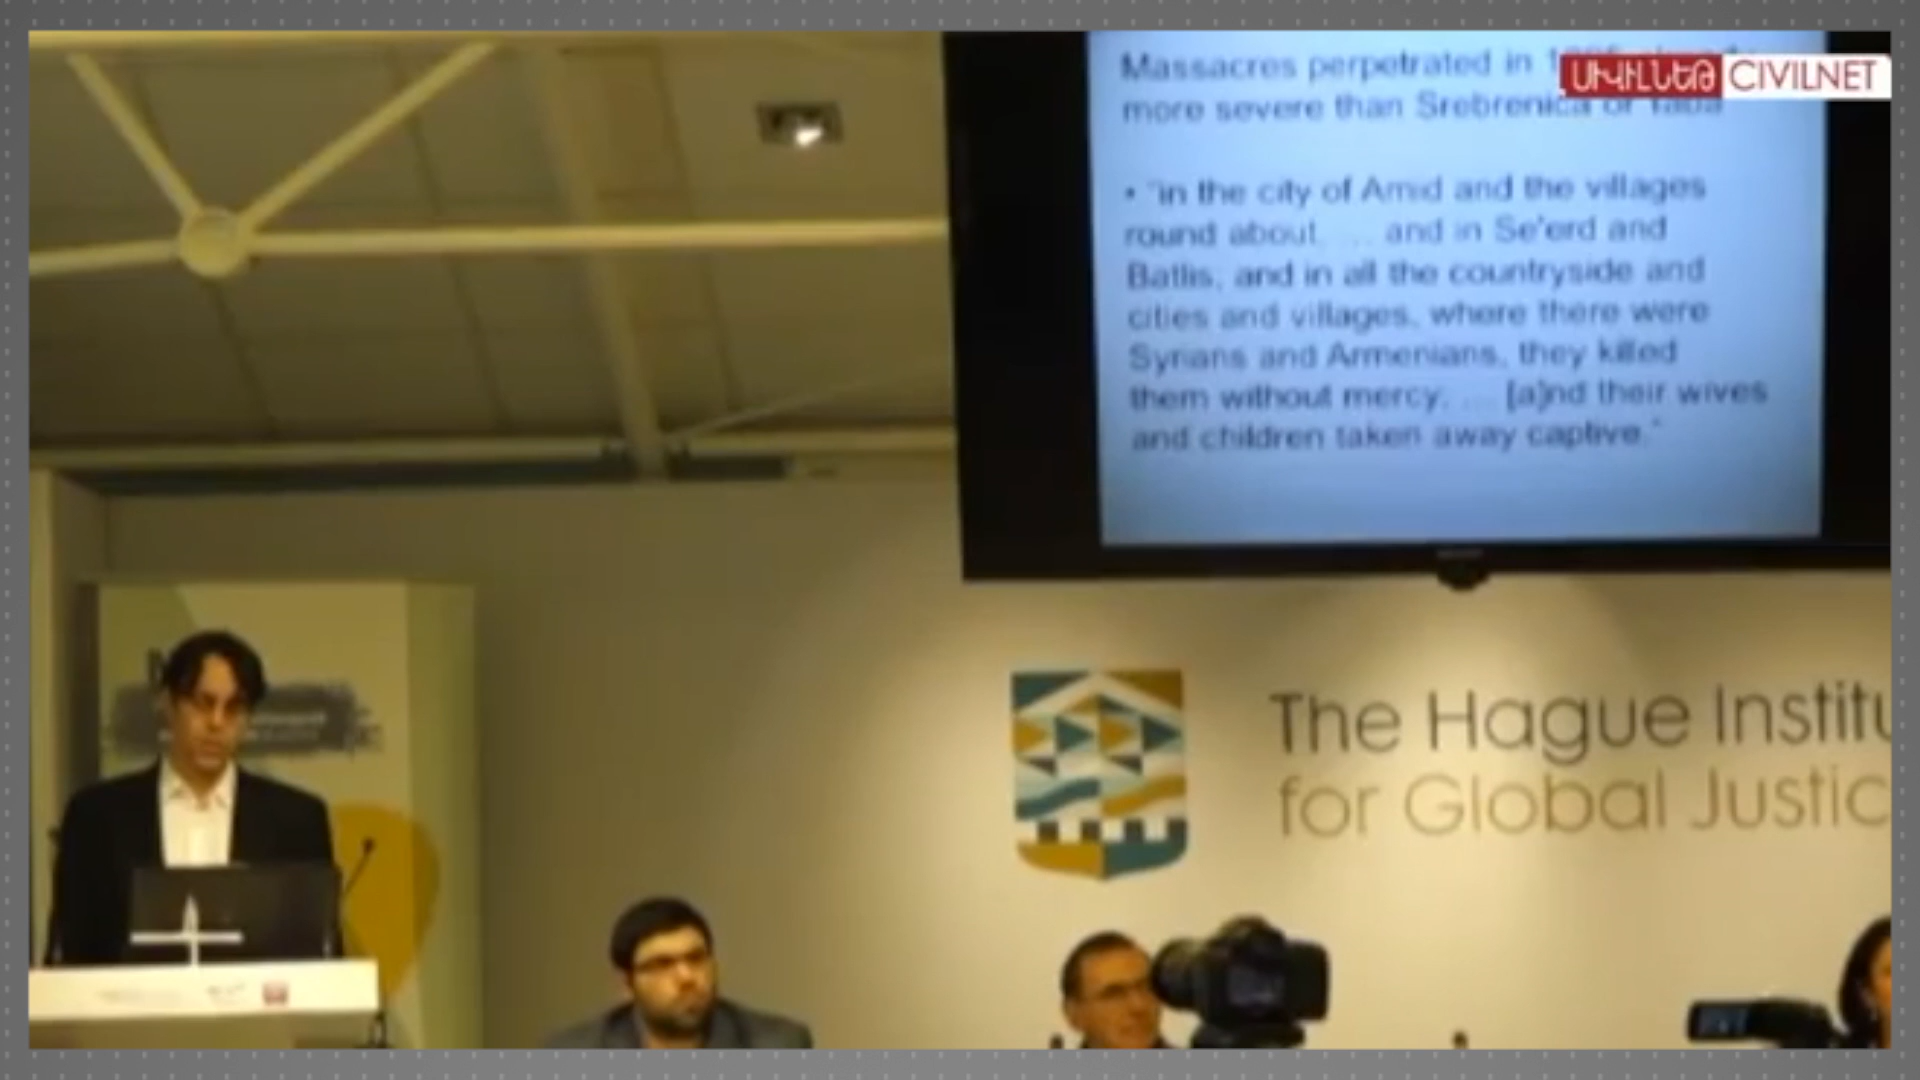 Massacres perpetrated in
more severe than Srebrenica or
ՍԻՎԻԼՆԵԹ CIVILNET
• "in the city of Amid and the villages
round about, ... and in Se'erd and
Batlis, and in all the countryside and
cities and villages, where there were
Syrians and Armenians, they killed
them without mercy, ... [a]nd their wives
and children taken away captive."
The Hague Institu
for Global Justic